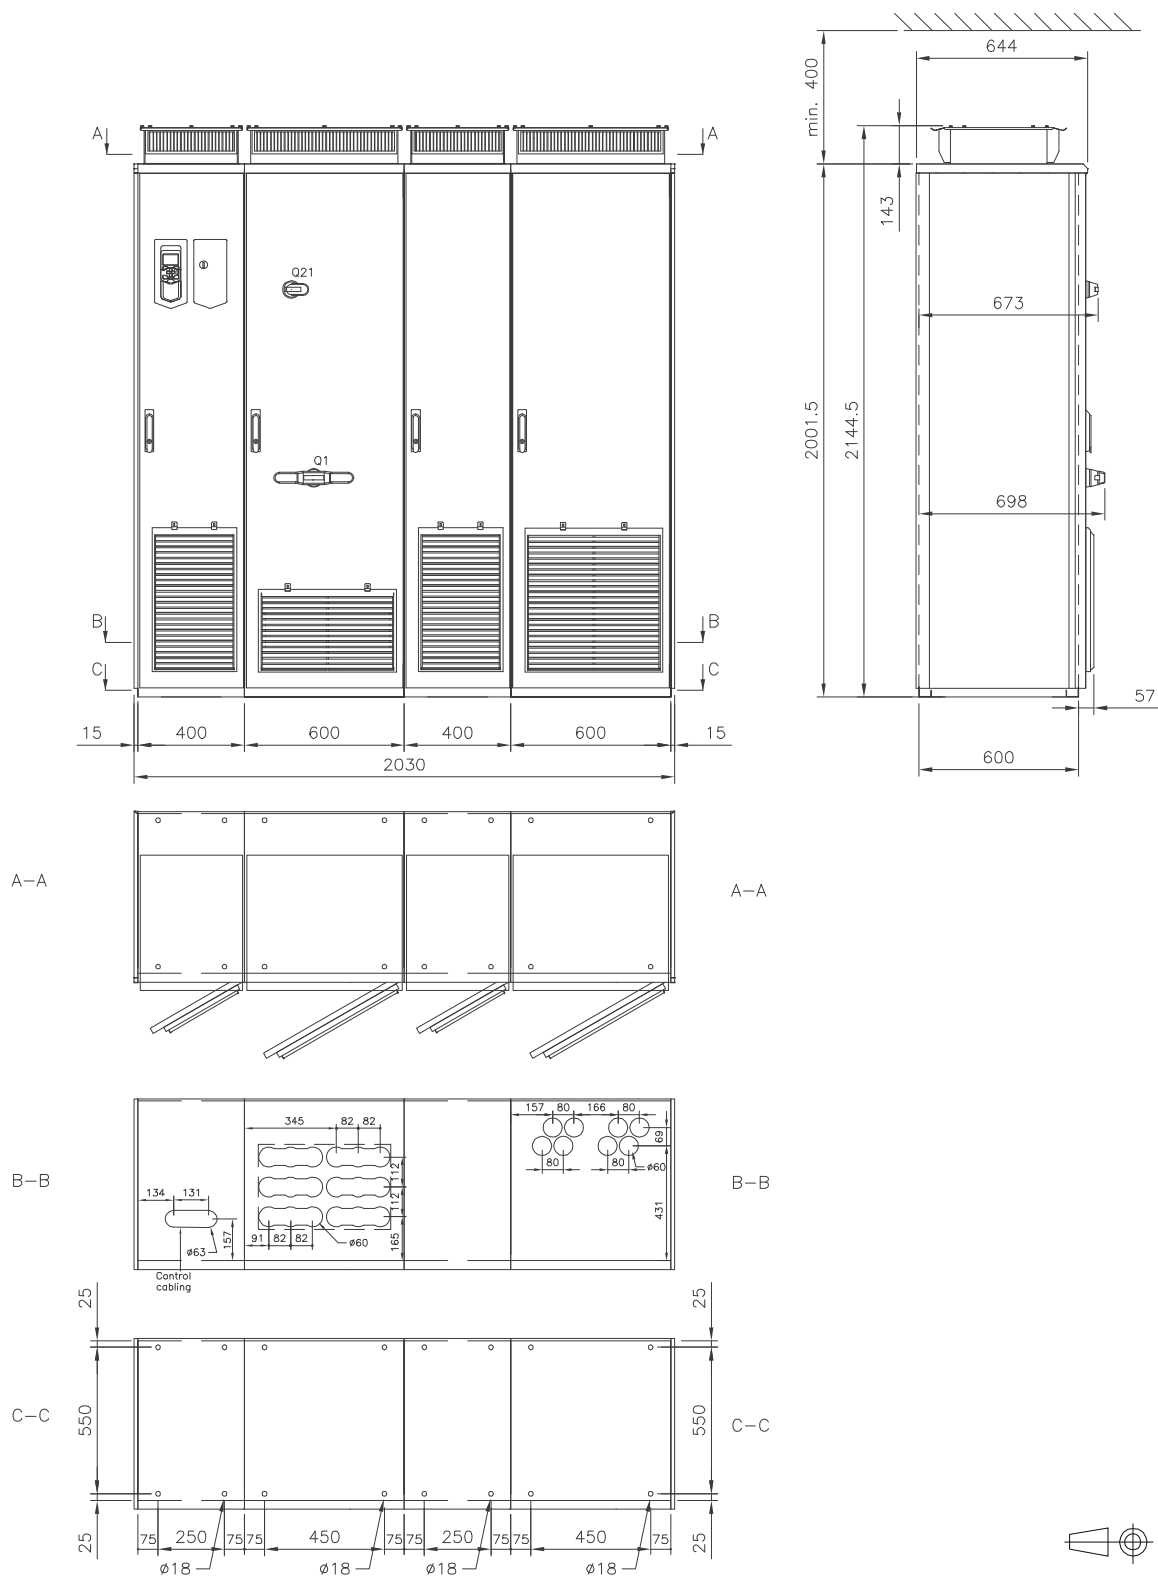 644
min. 400
A
A
143
Q21
673
2001.5
2144.5
Q1
698
B
B
C
C
57
15
400
600
400
600
15
2030
600
A-A
A-A
157
80
166
80
345
82
82
69
80
80
ø60
112
B-B
B-B
134
131
112
431
91
82
82
ø60
165
157
ø63
Control
cabling
25
25
C-C
550
550
C-C
25
75
250
75
75
450
75
75
250
75
75
450
75
25
ø18
ø18
ø18
ø18